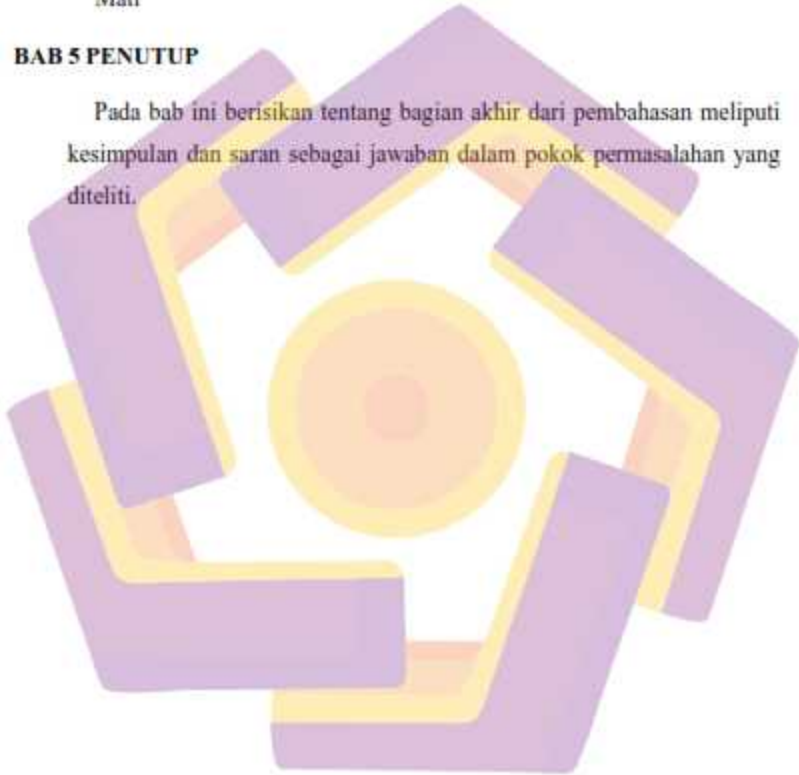 BAB 5 PENUTUP
Pada bab ini berisikan tentang bagian akhir dari pembahasan meliputi
kesimpulan dan saran sebagai jawaban dalam pokok permasalahan yang
diteliti.